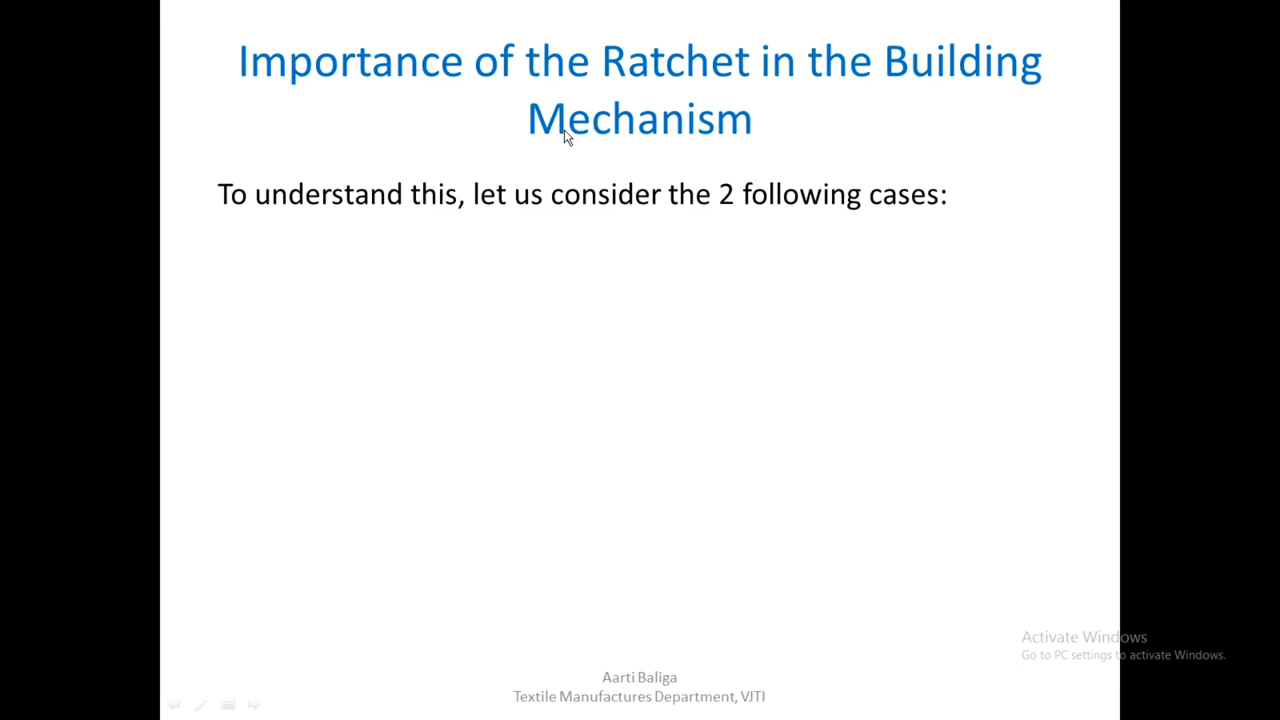 Importance of the Ratchet in the Building
Mechanism
To understand this, let us consider the 2 following cases:
Activate Windows
Go to PC settings to activate Windows.
Aarti Baliga
Textile Manufactures Department, VJTI